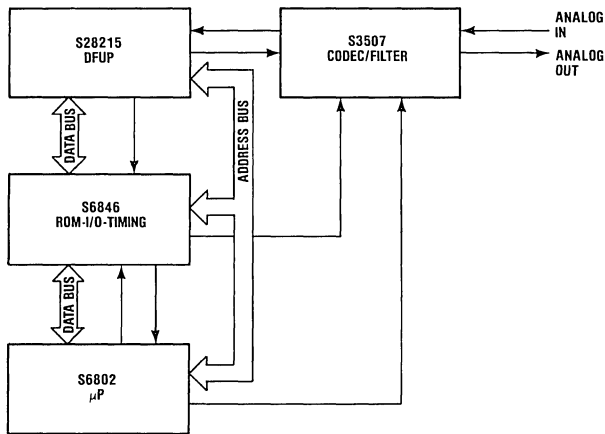 S28215
DFUP
S3507
CODEC/FILTER
ANALOG
IN
ANALOG
OUT
DATA BUS
ADDRESS BUS
S6846
ROM-I/O-TIMING
DATA BUS
S6802
μP